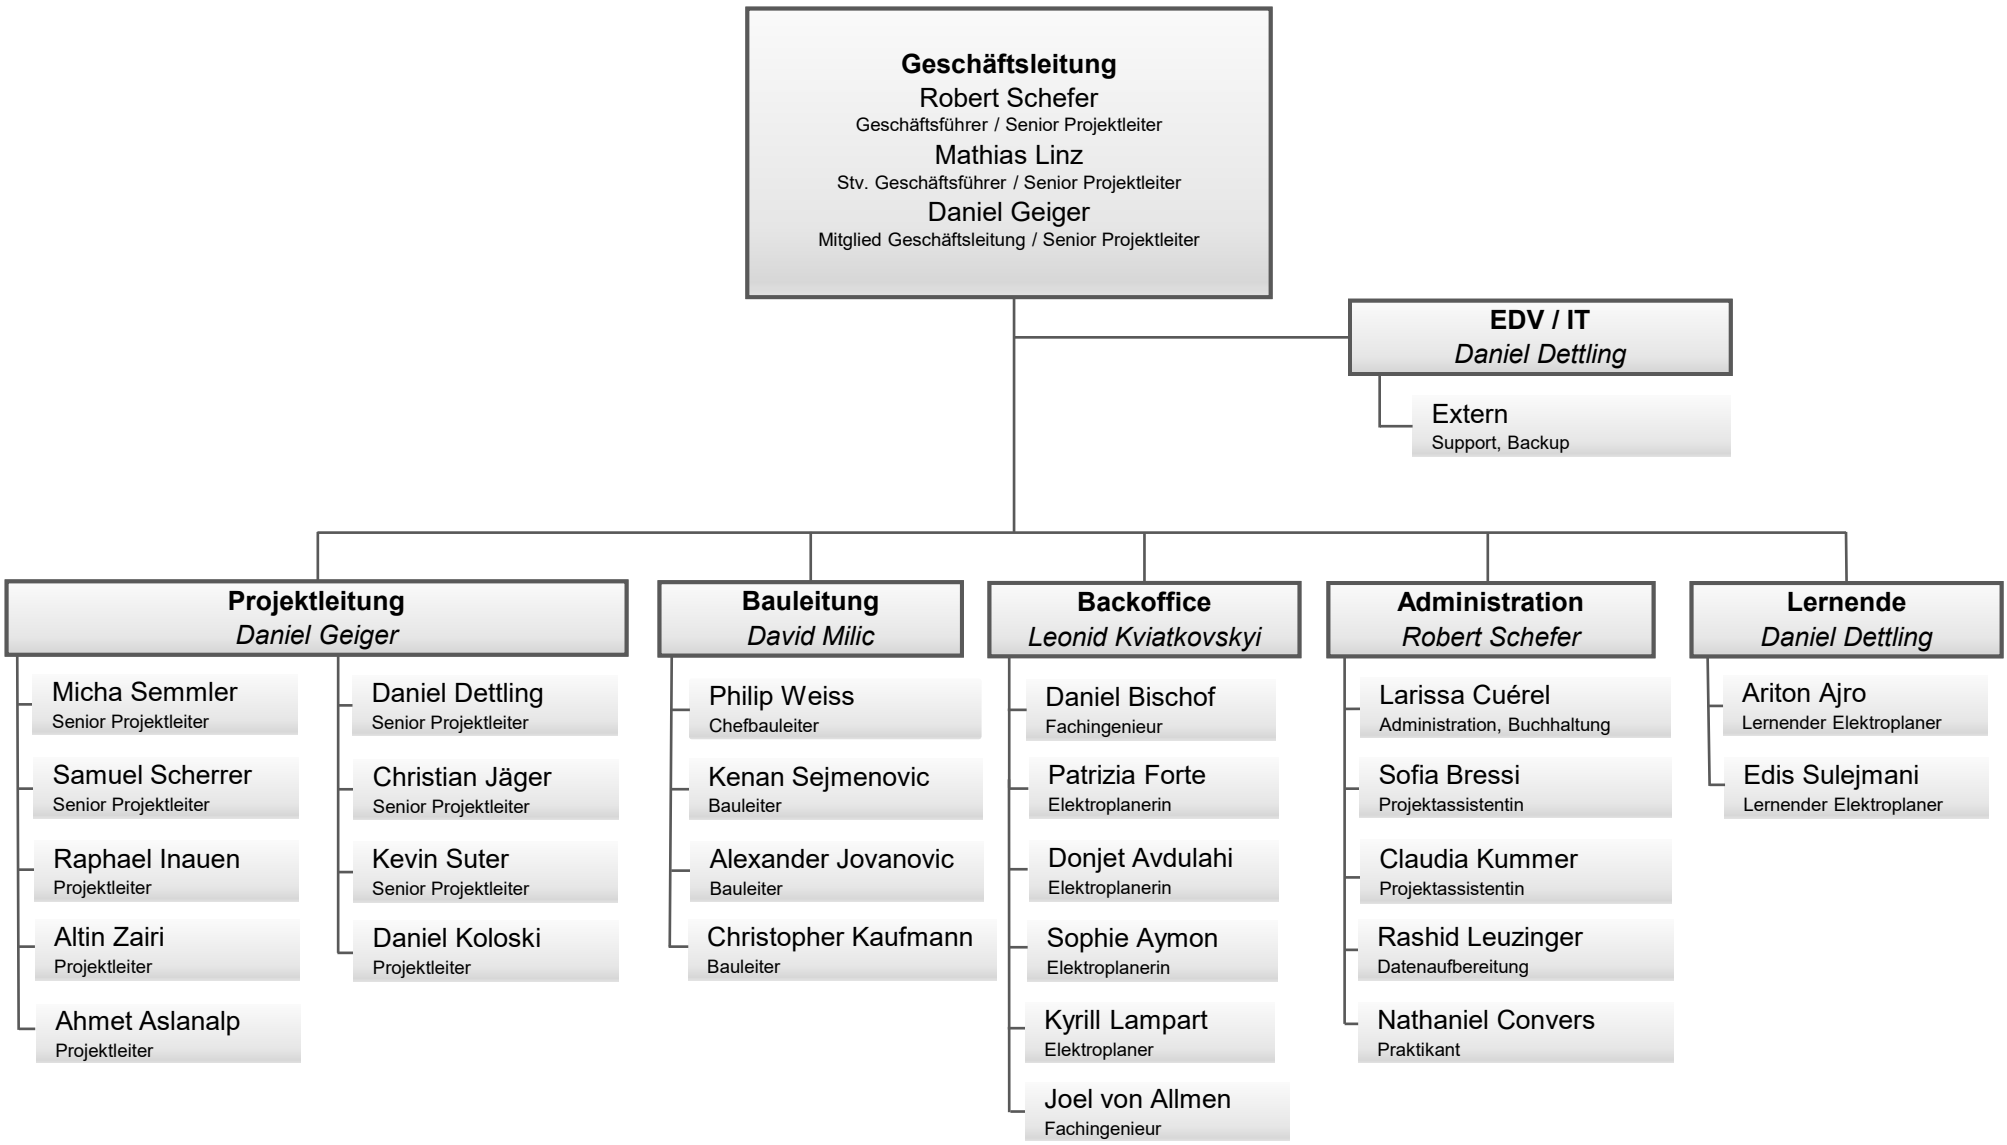 Geschäftsleitung
Robert Schefer
Geschäftsführer / Senior Projektleiter
Mathias Linz
Stv. Geschäftsführer / Senior Projektleiter
Daniel Geiger
Mitglied Geschäftsleitung / Senior Projektleiter
EDV / IT
Daniel Dettling
Extern
Support, Backup
Projektleitung
Daniel Geiger
Micha Semmler
Senior Projektleiter
Samuel Scherrer
Senior Projektleiter
Raphael Inauen
Projektleiter
Altin Zairi
Projektleiter
Ahmet Aslanalp
Projektleiter
Daniel Dettling
Senior Projektleiter
Christian Jäger
Senior Projektleiter
Kevin Suter
Senior Projektleiter
Daniel Koloski
Projektleiter
Bauleitung
David Milic
Philip Weiss
Chefbauleiter
Kenan Sejmenovic
Bauleiter
Alexander Jovanovic
Bauleiter
Christopher Kaufmann
Bauleiter
Backoffice
Leonid Kviatkovskyi
Daniel Bischof
Fachingenieur
Patrizia Forte
Elektroplanerin
Donjet Avdulahi
Elektroplanerin
Sophie Aymon
Elektroplanerin
Kyrill Lampart
Elektroplaner
Joel von Allmen
Fachingenieur
Administration
Robert Schefer
Larissa Cuérel
Administration, Buchhaltung
Sofia Bressi
Projektassistentin
Claudia Kummer
Projektassistentin
Rashid Leuzinger
Datenaufbereitung
Nathaniel Convers
Praktikant
Lernende
Daniel Dettling
Ariton Ajro
Lernender Elektroplaner
Edis Sulejmani
Lernender Elektroplaner